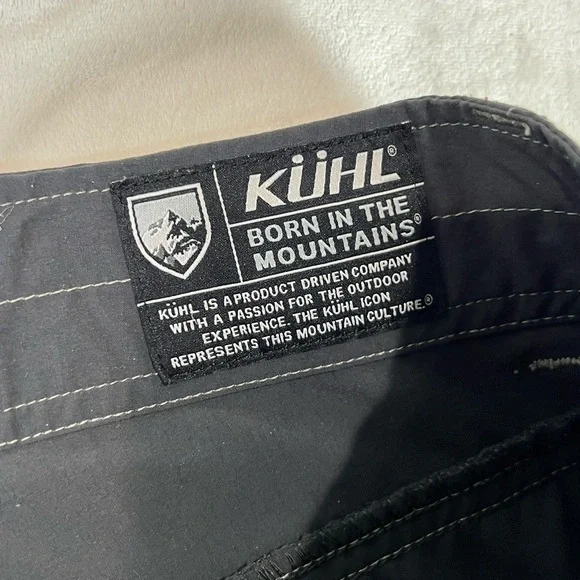 KÜHL®
BORN IN THE
MOUNTAINS®
KÜHL IS A PRODUCT DRIVEN COMPANY
WITH A PASSION FOR THE OUTDOOR
EXPERIENCE. THE KÜHL ICON
REPRESENTS THIS MOUNTAIN CULTURE.®